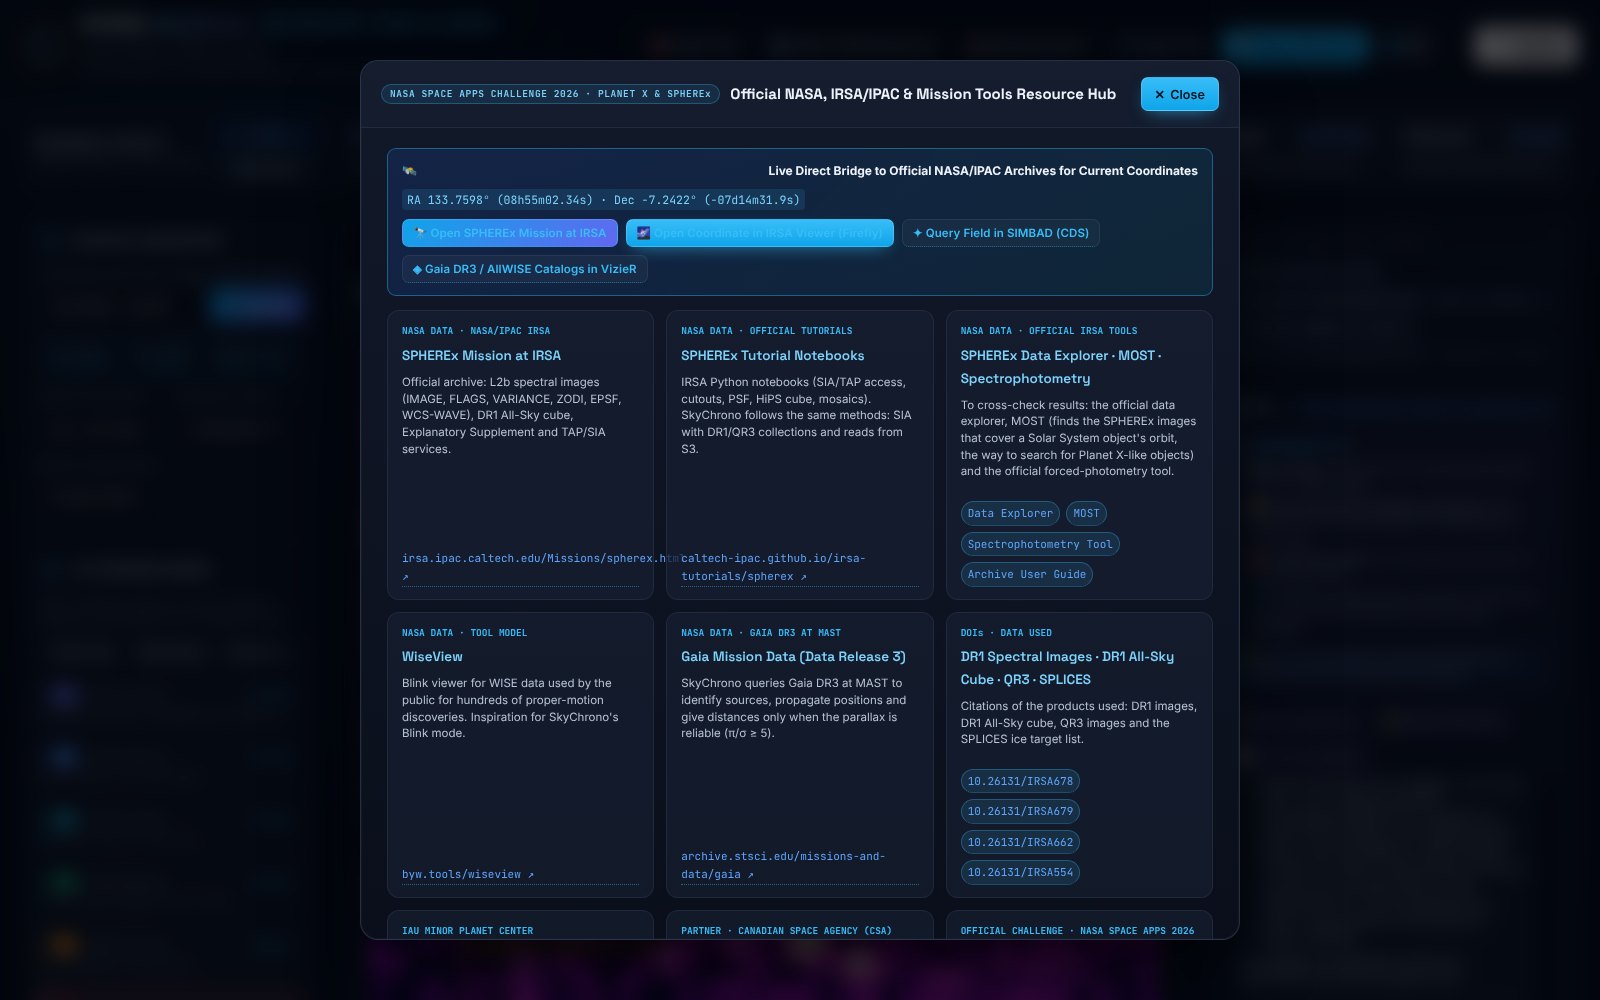 NASA SPACE APPS CHALLENGE 2026 · PLANET X & SPHEREx
Official NASA, IRSA/IPAC & Mission Tools Resource Hub
✕ Close
Live Direct Bridge to Official NASA/IPAC Archives for Current Coordinates
RA 133.7598° (08h55m02.34s) · Dec -7.2422° (-07d14m31.9s)
Open SPHEREx Mission at IRSA
Open Coordinate in IRSA Viewer (Firefly)
✦ Query Field in SIMBAD (CDS)
◈ Gaia DR3 / AllWISE Catalogs in VizieR
NASA DATA · NASA/IPAC IRSA
SPHEREx Mission at IRSA
Official archive: L2b spectral images
(IMAGE, FLAGS, VARIANCE, ZODI, EPSF,
WCS-WAVE), DR1 All-Sky cube,
Explanatory Supplement and TAP/SIA
services.
irsa.ipac.caltech.edu/Missions/spherex.html
↗
NASA DATA · OFFICIAL TUTORIALS
SPHEREx Tutorial Notebooks
IRSA Python notebooks (SIA/TAP access,
cutouts, PSF, HiPS cube, mosaics).
SkyChrono follows the same methods: SIA
with DR1/QR3 collections and reads from
S3.
caltech-ipac.github.io/irsa-
tutorials/spherex ↗
NASA DATA · OFFICIAL IRSA TOOLS
SPHEREx Data Explorer · MOST ·
Spectrophotometry
To cross-check results: the official data
explorer, MOST (finds the SPHEREx images
that cover a Solar System object's orbit,
the way to search for Planet X-like objects)
and the official forced-photometry tool.
Data Explorer
MOST
Spectrophotometry Tool
Archive User Guide
NASA DATA · TOOL MODEL
WiseView
Blink viewer for WISE data used by the
public for hundreds of proper-motion
discoveries. Inspiration for SkyChrono's
Blink mode.
byw.tools/wiseview ↗
NASA DATA · GAIA DR3 AT MAST
Gaia Mission Data (Data Release 3)
SkyChrono queries Gaia DR3 at MAST to
identify sources, propagate positions and
give distances only when the parallax is
reliable (π/σ ≥ 5).
archive.stsci.edu/missions-and-
data/gaia ↗
DOIs · DATA USED
DR1 Spectral Images · DR1 All-Sky
Cube · QR3 · SPLICES
Citations of the products used: DR1 images,
DR1 All-Sky cube, QR3 images and the
SPLICES ice target list.
10.26131/IRSA678
10.26131/IRSA679
10.26131/IRSA662
10.26131/IRSA554
IAU MINOR PLANET CENTER
PARTNER · CANADIAN SPACE AGENCY (CSA)
OFFICIAL CHALLENGE · NASA SPACE APPS 2026